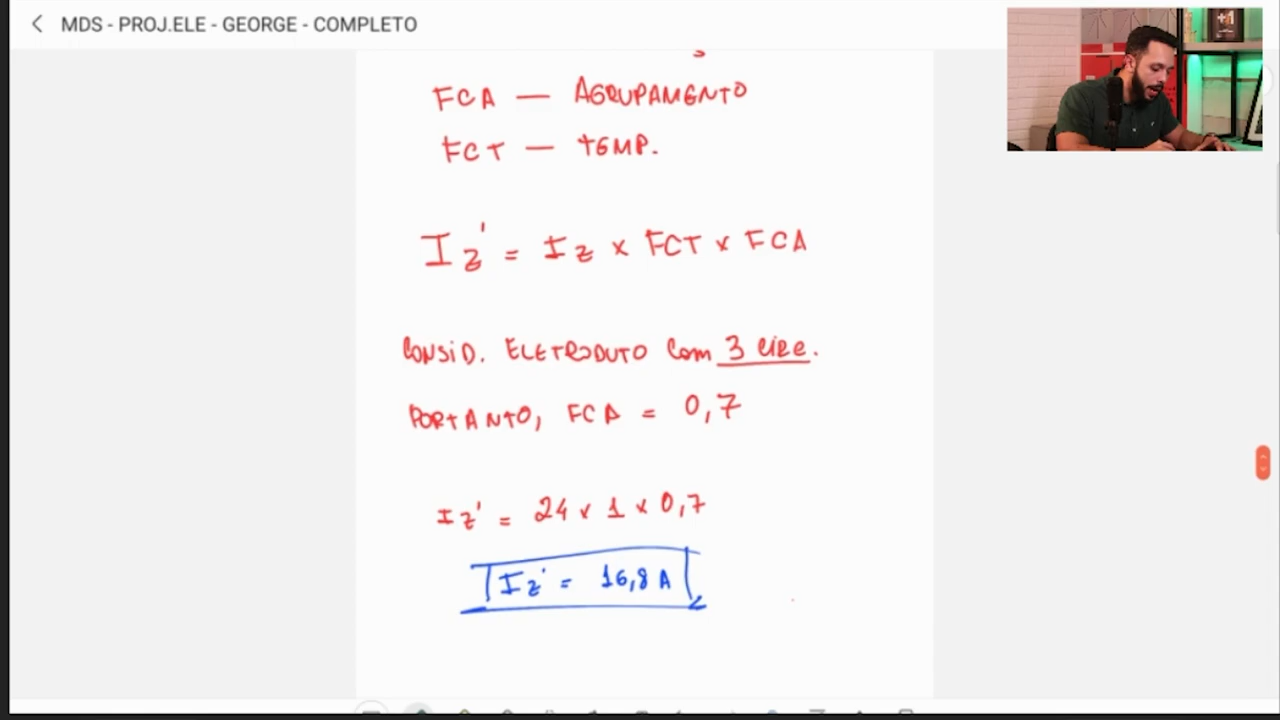 MDS - PROJ.ELE - GEORGE - COMPLETO
FCA — AGRUPAMENTO
FCT — TEMP.
Iz' = Iz x FCT x FCA
CONSID. ELETRODUTO COM 3 CIRC.
PORTANTO, FCA = 0,7
Iz' = 24 x 1 x 0,7
Iz' = 16,8 A